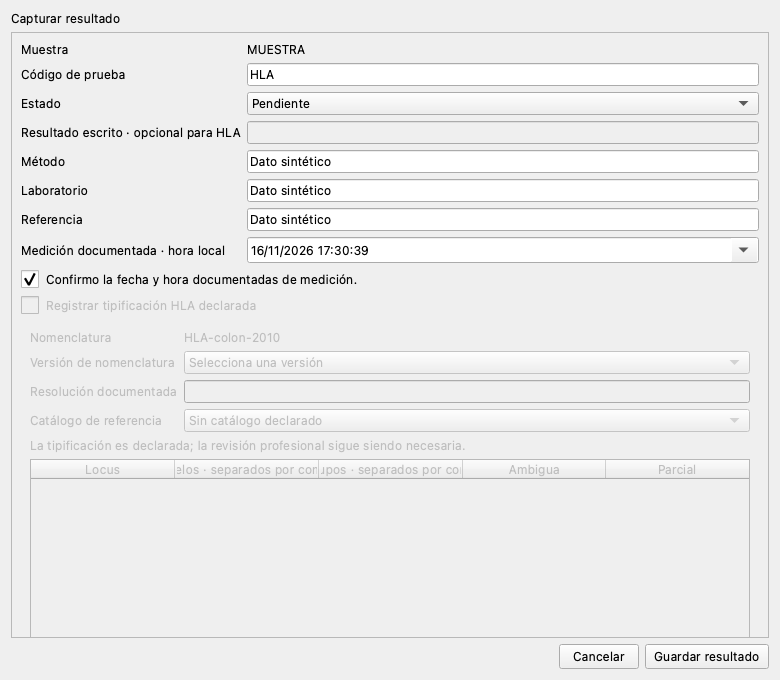 Capturar resultado
Muestra MUESTRA
Código de prueba HLA
Estado Pendiente
Resultado escrito · opcional para HLA
Método Dato sintético
Laboratorio Dato sintético
Referencia Dato sintético
Medición documentada · hora local 16/11/2026 17:30:39
Confirmo la fecha y hora documentadas de medición.
Registrar tipificación HLA declarada
Nomenclatura HLA-colon-2010
Versión de nomenclatura Selecciona una versión
Resolución documentada
Catálogo de referencia Sin catálogo declarado
La tipificación es declarada; la revisión profesional sigue siendo necesaria.
Locus · separados por · separados por Ambigua Parcial
Cancelar Guardar resultado